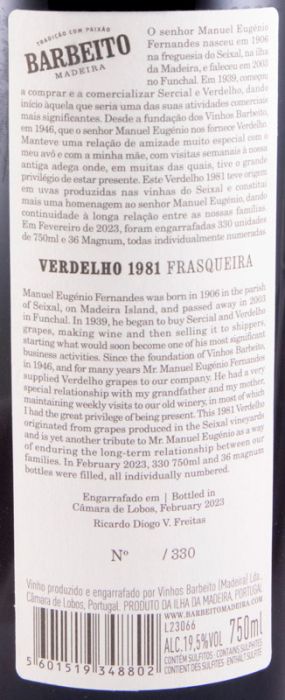 TRADIÇÃO COM PAIXÃO
BARBEITO
MADEIRA
O senhor Manuel Eugénio
Fernandes nasceu em 1906
na freguesia do Seixal, na ilha
da Madeira, e faleceu em 2003
no Funchal. Em 1939, começou
a comprar e a comercializar Sercial e Verdelho, dando
início àquela que seria uma das suas atividades comerciais
mais significantes. Desde a fundação dos Vinhos Barbeito,
em 1946, que o senhor Manuel Eugénio nos fornece Verdelho.
Manteve uma relação de amizade muito especial com o
meu avô e com a minha mãe, com visitas semanais à nossa
antiga adega onde, em muitas das quais, tive o grande
privilégio de estar presente. Este Verdelho 1981 teve origem
em uvas produzidas nas vinhas do Seixal e constitui
mais uma homenagem ao senhor Manuel Eugénio, dando
continuidade à longa relação entre as nossas famílias.
Em Fevereiro de 2023, foram engarrafadas 330 unidades
de 750ml e 36 Magnum, todas individualmente numeradas.
VERDELHO 1981 FRASQUEIRA
Manuel Eugénio Fernandes was born in 1906 in the parish
of Seixal, on Madeira Island, and passed away in 2003
in Funchal. In 1939, he began to buy Sercial and Verdelho
grapes, making wine and then selling it to shippers,
starting what would soon become one of his most significant
business activities. Since the foundation of Vinhos Barbeito,
in 1946, and for many years Mr. Manuel Eugénio Fernandes
supplied Verdelho grapes to our company. He had a very
special relationship with my grandfather and my mother,
maintaining weekly visits to our old winery, in most of which
I had the great privilege of being present. This 1981 Verdelho
originated from grapes produced in the Seixal vineyards
and is yet another tribute to Mr. Manuel Eugénio as a way
of enduring the long-term relationship between our
families. In February 2023, 330 750ml and 36 magnum
bottles were filled, all individually numbered.
Engarrafado em | Bottled in
Câmara de Lobos, February 2023
Ricardo Diogo V. Freitas
Nº / 330
Vinho produzido e engarrafado por Vinhos Barbeito (Madeira) Lda.,
Câmara de Lobos, Portugal. PRODUTO DA ILHA DA MADEIRA, PORTUGAL
WWW.BARBEITOMADEIRA.COM
L23066
ALC.19,5%VOL 750ml
CONTÉM SULFITOS - CONTAINS SULPHITES
CONTIENT DES SULFITES - ENTHÄLT SULFITE
5 601519 348802